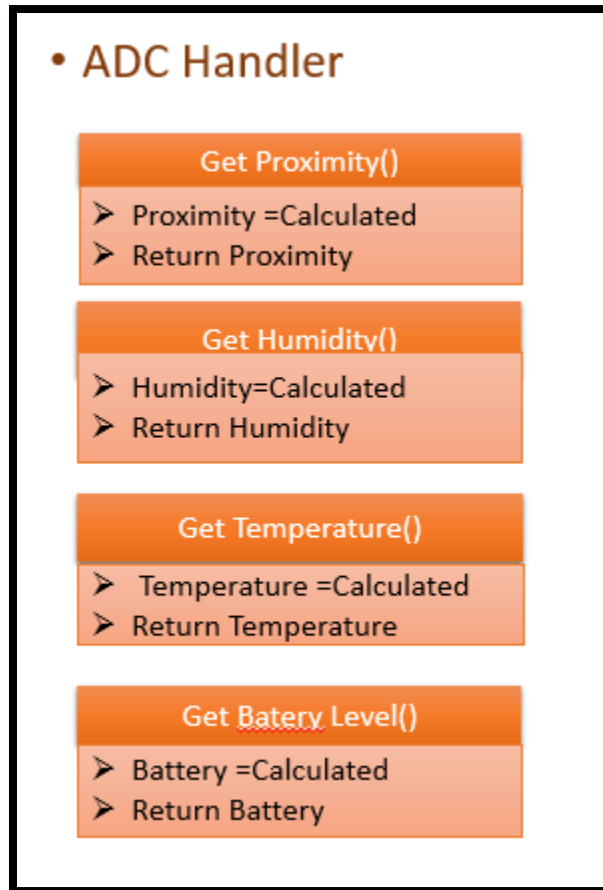 • ADC Handler
Get Proximity()
➢ Proximity =Calculated
➢ Return Proximity
Get Humidity()
➢ Humidity=Calculated
➢ Return Humidity
Get Temperature()
➢ Temperature =Calculated
➢ Return Temperature
Get Batery Level()
➢ Battery =Calculated
➢ Return Battery